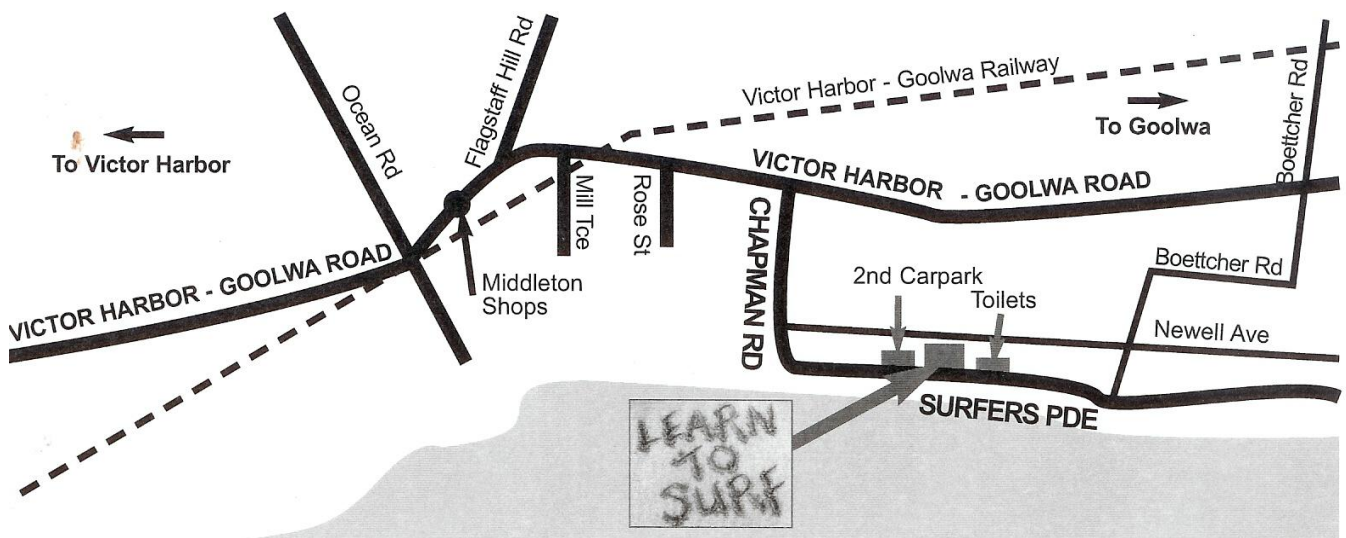 Flagstaff Hill Rd
Ocean Rd
Victor Harbor - Goolwa Railway
Boettcher Rd
To Victor Harbor
To Goolwa
VICTOR HARBOR - GOOLWA ROAD
Mill Tce
Rose St
CHAPMAN RD
VICTOR HARBOR - GOOLWA ROAD
Middleton
Shops
Boettcher Rd
2nd Carpark
Toilets
Newell Ave
SURFERS PDE
LEARN
TO
SURF